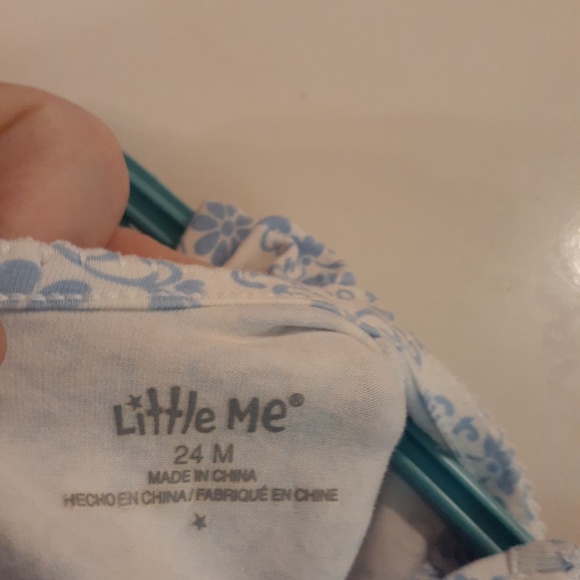 Little Me®
24 M
MADE IN CHINA
HECHO EN CHINA / FABRIQUÉ EN CHINE